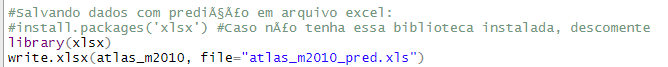 #Salvando dados com prediÃ§Ã£o em arquivo excel:
#install.packages('xlsx') #Caso nÃ£o tenha essa biblioteca instalada, descomente
library(xlsx)
write.xlsx(atlas_m2010, file="atlas_m2010_pred.xls")